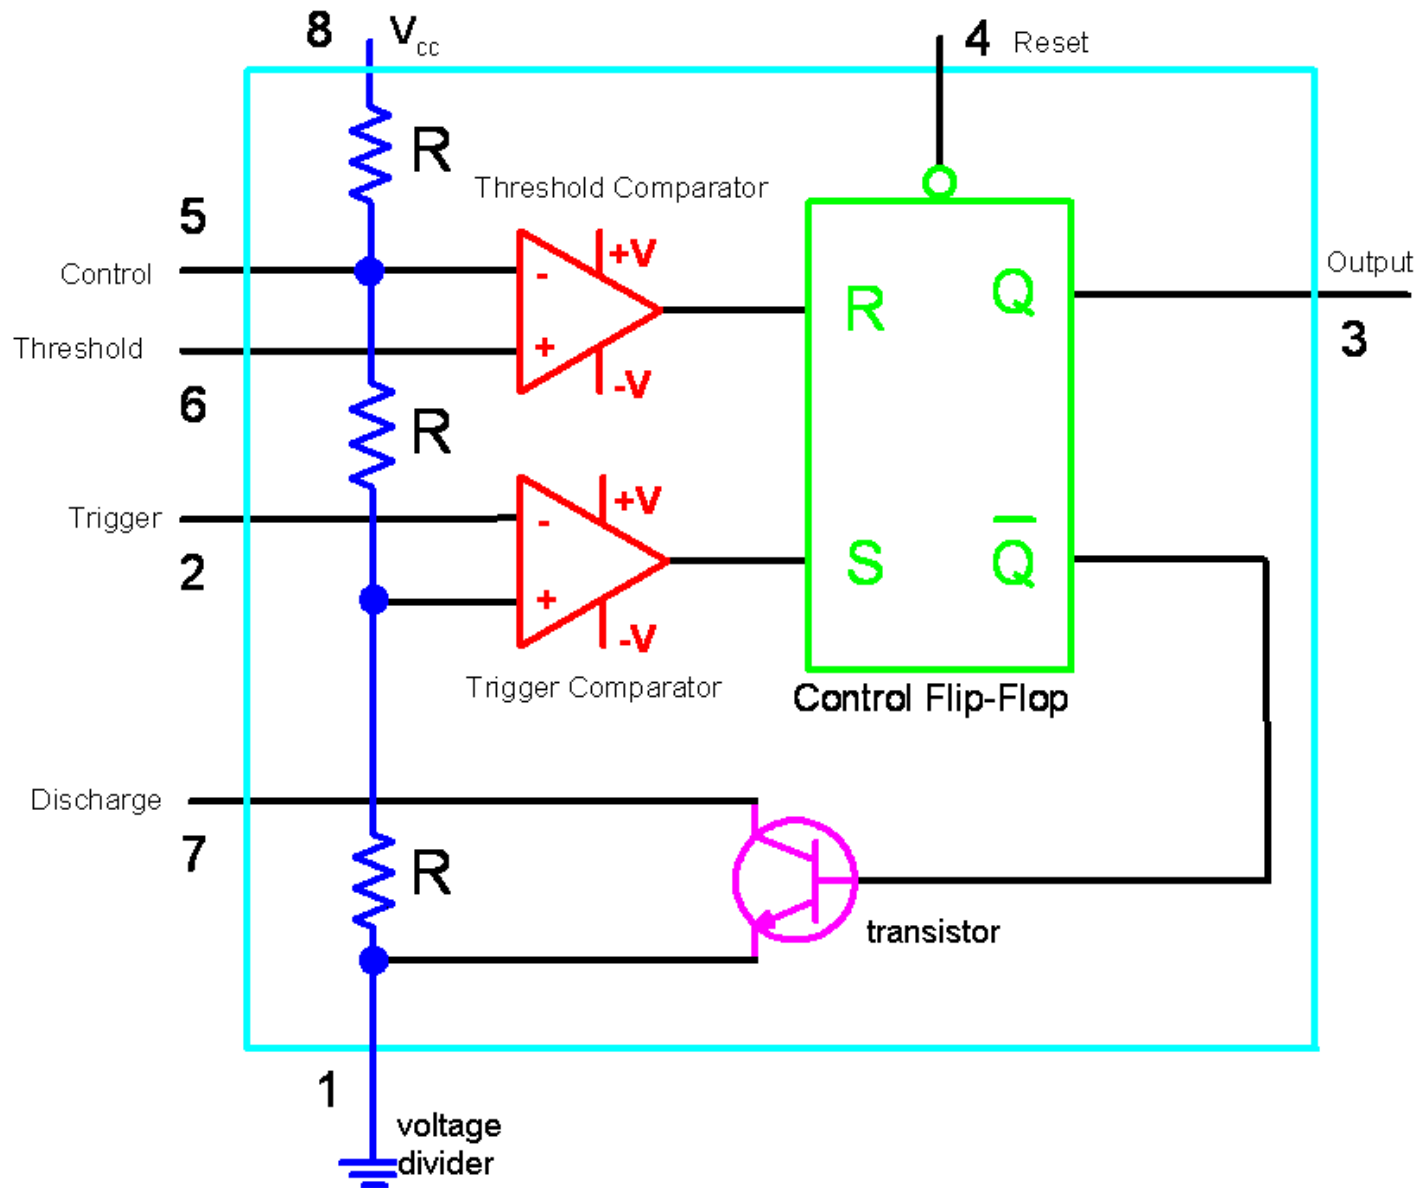 8 Vcc
4 Reset
R
Threshold Comparator
5
+V
Control
-
R Q
Output
Threshold
+
3
-V
6
R
+V
Trigger
-
2
S Q
+
-V
Trigger Comparator
Control Flip-Flop
Discharge
7
R
transistor
1
voltage
divider